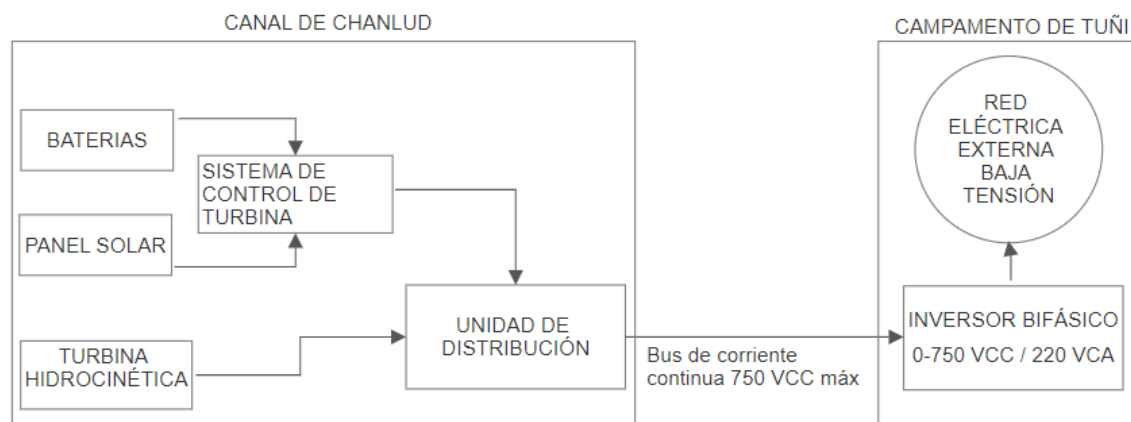 CANAL DE CHANLUD
CAMPAMENTO DE TUÑI
BATERIAS
SISTEMA DE
CONTROL DE
TURBINA
PANEL SOLAR
TURBINA
HIDROCINÉTICA
UNIDAD DE
DISTRIBUCIÓN
Bus de corriente
continua 750 VCC máx
RED
ELÉCTRICA
EXTERNA
BAJA
TENSIÓN
INVERSOR BIFÁSICO
0-750 VCC / 220 VCA